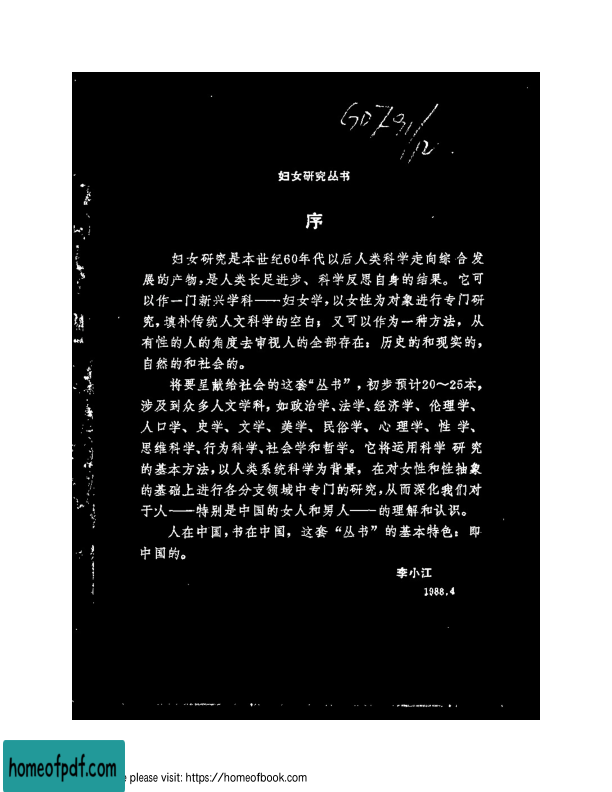 GD791/12
妇女研究丛书
序
妇女研究是本世纪60年代以后人类科学走向综合发
展的产物,是人类长足进步、科学反思自身的结果。它可
以作一门新兴学科——妇女学,以女性为对象进行专门研
究,填补传统人文科学的空白；又可以作为一种方法，从
有性的人的角度去审视人的全部存在：历史的和现实的,
自然的和社会的。
将要呈献给社会的这套“丛书”，初步预计20～25本,
涉及到众多人文学科，如政治学、法学、经济学、伦理学、
人口学、史学、文学、美学、民俗学、心理学、性学、
思维科学、行为科学、社会学和哲学。它将运用科学研究
的基本方法,以人类系统科学为背景，在对女性和性抽象
的基础上进行各分支领域中专门的研究,从而深化我们对
于人——特别是中国的女人和男人——的理解和认识。
人在中国,书在中国，这套“丛书”的基本特色：即
中国的。
李小江
1988.4
homeofpdf.com
please visit: https://homeofbook.com